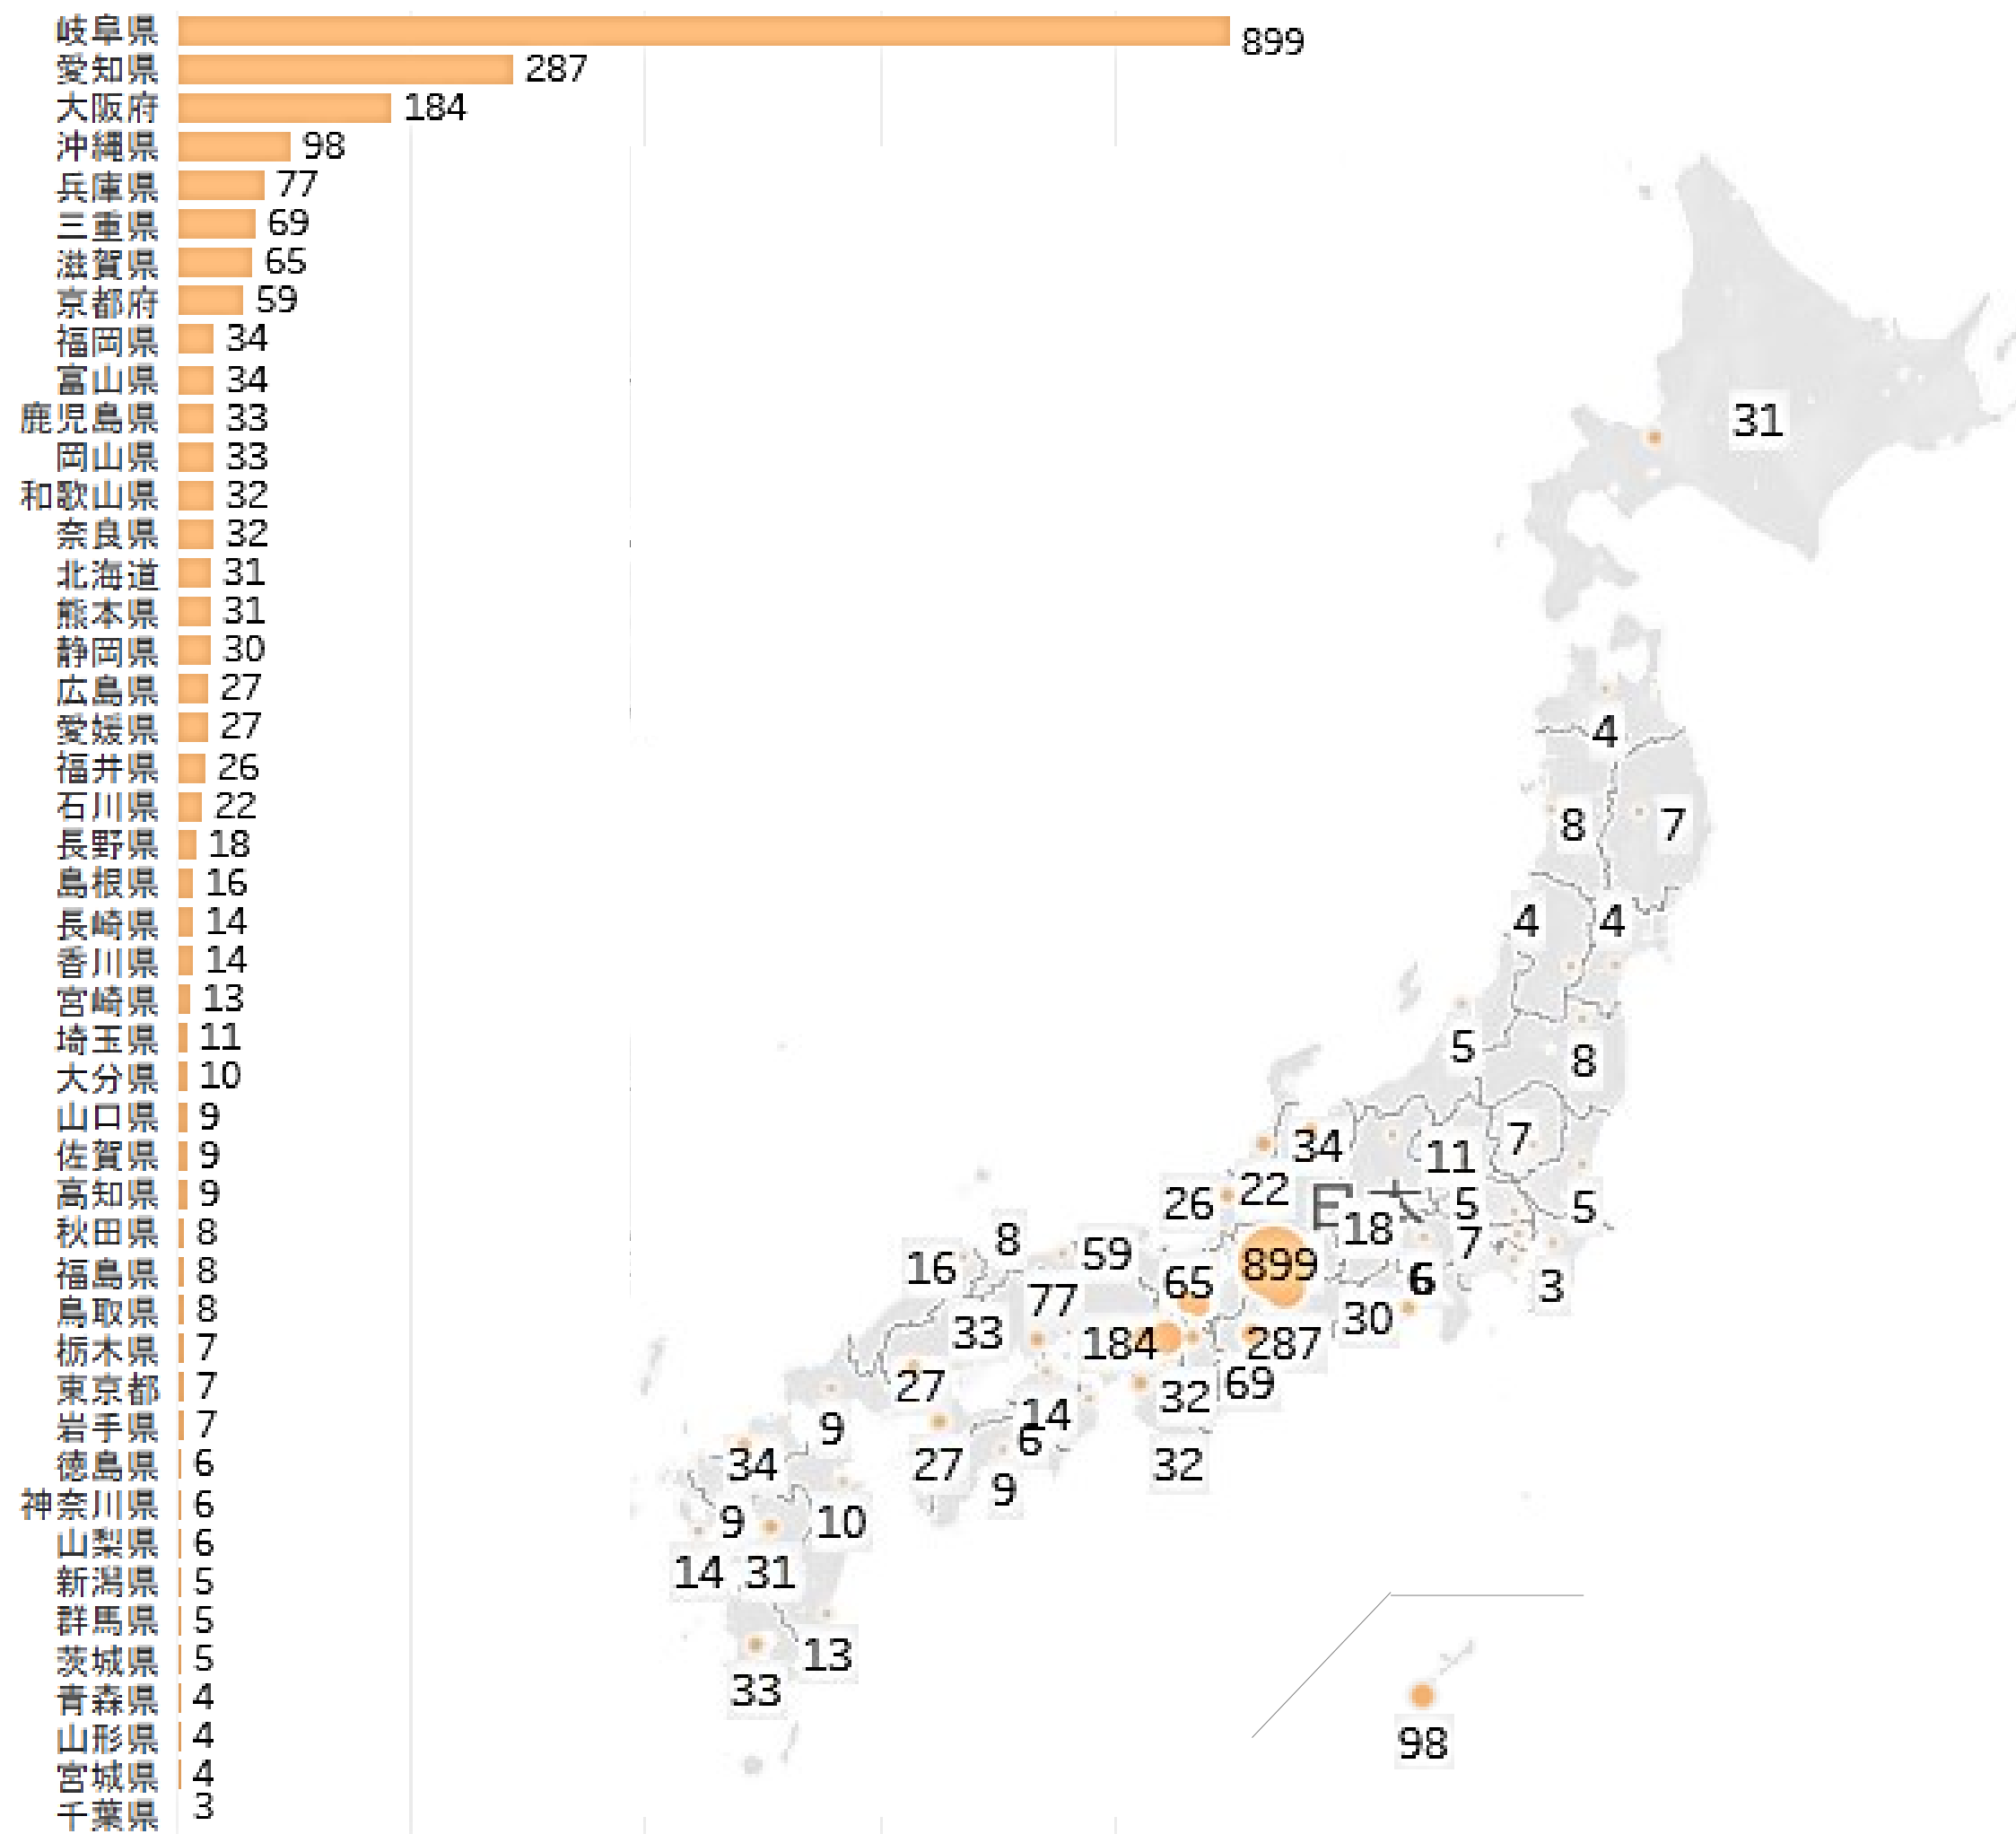 岐阜県 899
愛知県 287
大阪府 184
沖縄県 98
兵庫県 77
三重県 69
滋賀県 65
京都府 59
福岡県 34
富山県 34
鹿児島県 33
岡山県 33
和歌山県 32
奈良県 32
北海道 31
熊本県 31
静岡県 30
広島県 27
愛媛県 27
福井県 26
石川県 22
長野県 18
島根県 16
長崎県 14
香川県 14
宮崎県 13
埼玉県 11
大分県 10
山口県 9
佐賀県 9
高知県 9
秋田県 8
福島県 8
鳥取県 8
栃木県 7
東京都 7
岩手県 7
徳島県 6
神奈川県 6
山梨県 6
新潟県 5
群馬県 5
茨城県 5
青森県 4
山形県 4
宮城県 4
千葉県 3
31
4
8 7
4 4
5 8
34 11 7
26 22 5 5
18
16 8 59 899 7
77 65 6 3
33 184 287 30
27 32 69
9 14
6
34 27 32
9
9 10
14 31
13
33
98